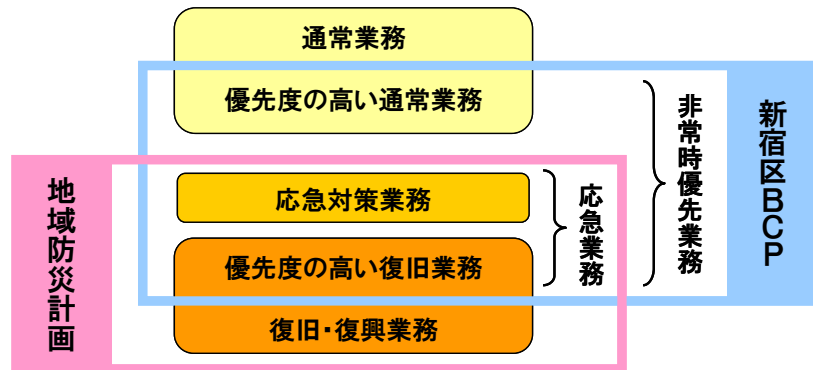 通常業務
優先度の高い通常業務
応急対策業務
優先度の高い復旧業務
復旧・復興業務
応急業務
非常時優先業務
新宿区BCP
地域防災計画